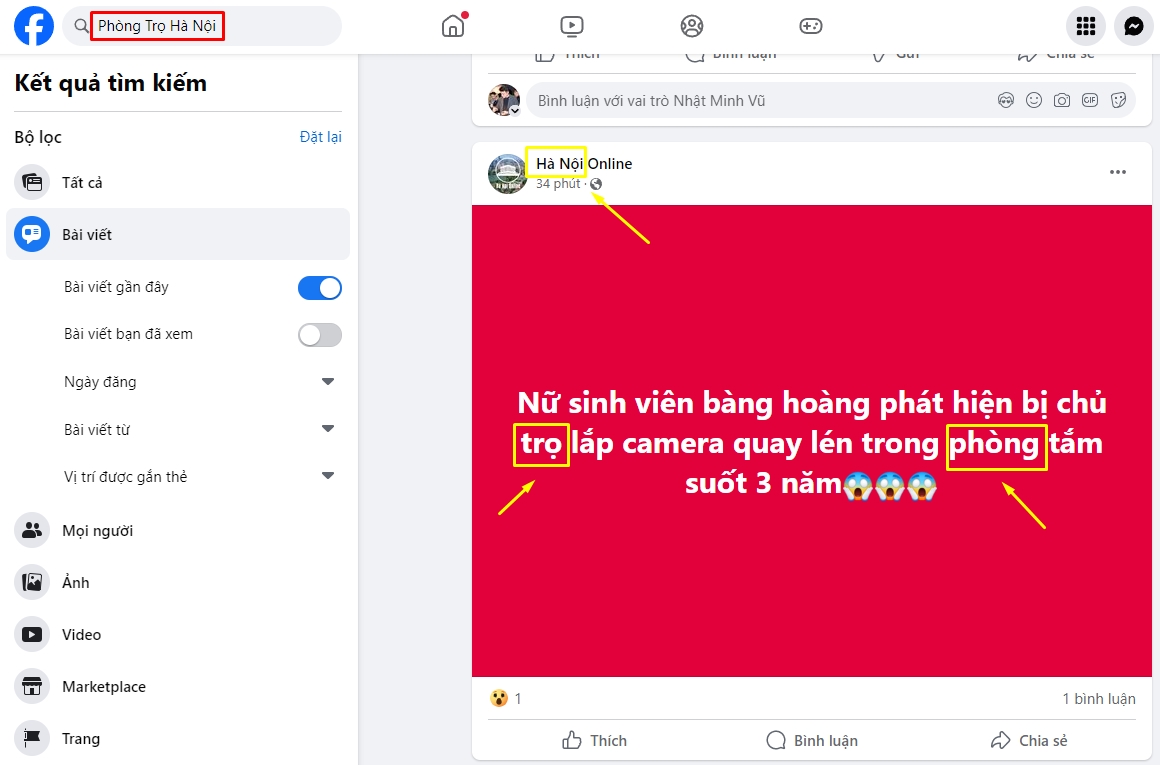 Phòng Trọ Hà Nội
Kết quả tìm kiếm
Bộ lọc
Đặt lại
Tất cả
Bài viết
Bài viết gần đây
Bài viết bạn đã xem
Ngày đăng
Bài viết từ
Vị trí được gắn thẻ
Mọi người
Ảnh
Video
Marketplace
Trang
Thích
Bình luận
Gửi
Chia sẻ
Bình luận với vai trò Nhật Minh Vũ
GIF
Hà Nội Online
34 phút ·
Nữ sinh viên bàng hoàng phát hiện bị chủ
trọ lắp camera quay lén trong phòng tắm
suốt 3 năm😱😱😱
1
1 bình luận
Thích
Bình luận
Chia sẻ